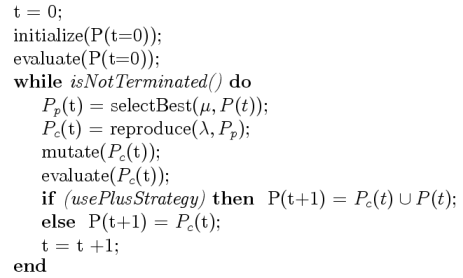 t = 0;
initialize(P(t=0));
evaluate(P(t=0));
while isNotTerminated() do
P_p(t) = selectBest(μ, P(t));
P_c(t) = reproduce(λ, P_p);
mutate(P_c(t));
evaluate(P_c(t));
if (usePlusStrategy) then P(t+1) = P_c(t) ∪ P(t);
else P(t+1) = P_c(t);
t = t +1;
end